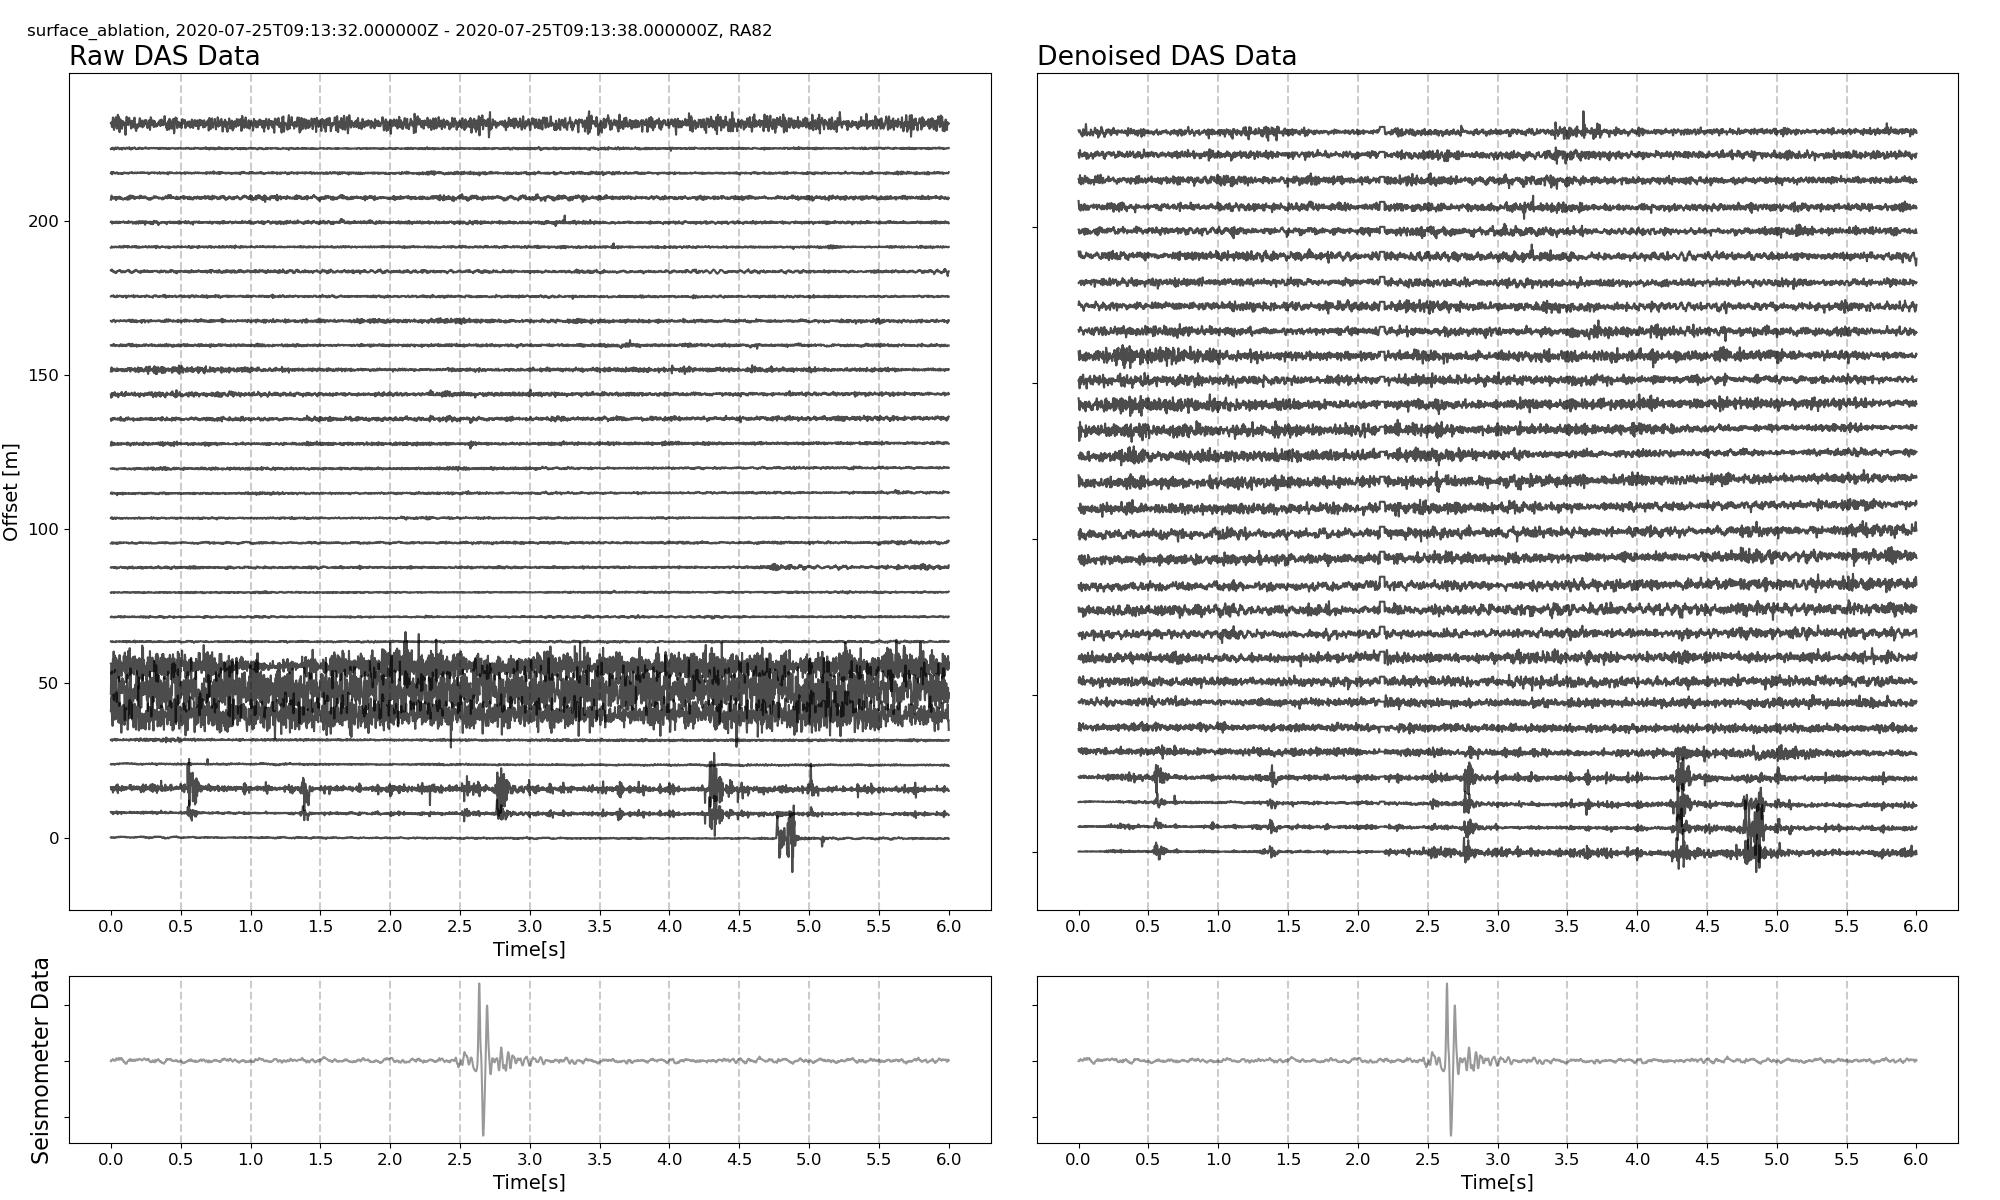 surface_ablation, 2020-07-25T09:13:32.000000Z - 2020-07-25T09:13:38.000000Z, RA82
Raw DAS Data
Denoised DAS Data
Offset [m]
200
150
100
50
0
0.0 0.5 1.0 1.5 2.0 2.5 3.0 3.5 4.0 4.5 5.0 5.5 6.0
Time[s]
0.0 0.5 1.0 1.5 2.0 2.5 3.0 3.5 4.0 4.5 5.0 5.5 6.0
Seismometer Data
0.0 0.5 1.0 1.5 2.0 2.5 3.0 3.5 4.0 4.5 5.0 5.5 6.0
Time[s]
0.0 0.5 1.0 1.5 2.0 2.5 3.0 3.5 4.0 4.5 5.0 5.5 6.0
Time[s]